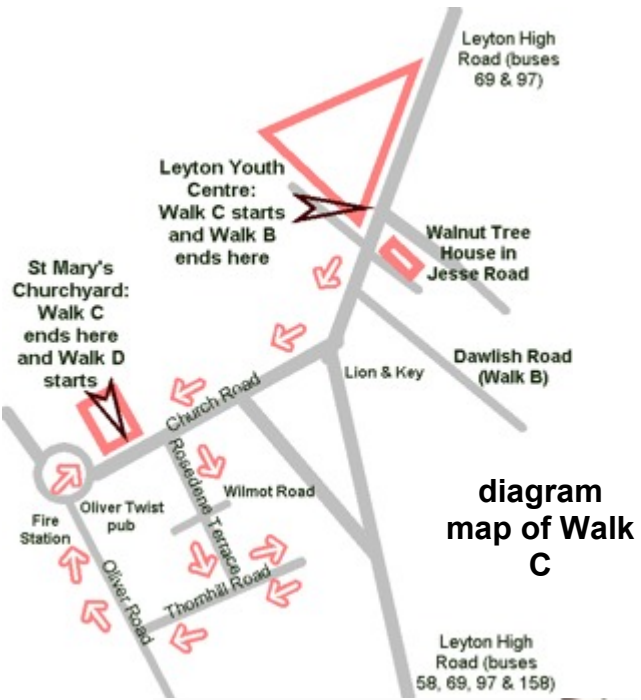 Leyton High
Road (buses
69 & 97)
Leyton Youth
Centre:
Walk C starts
and Walk B
ends here
Walnut Tree
House in
Jesse Road
St Mary's
Churchyard:
Walk C
ends here
and Walk D
starts
Dawlish Road
(Walk B)
Lion & Key
Church Road
Rosedene Terrace
Wilmot Road
diagram
map of Walk
C
Oliver Twist
pub
Fire
Station
Oliver Road
Thornhill Road
Leyton High
Road (buses
58, 69, 97 & 158)